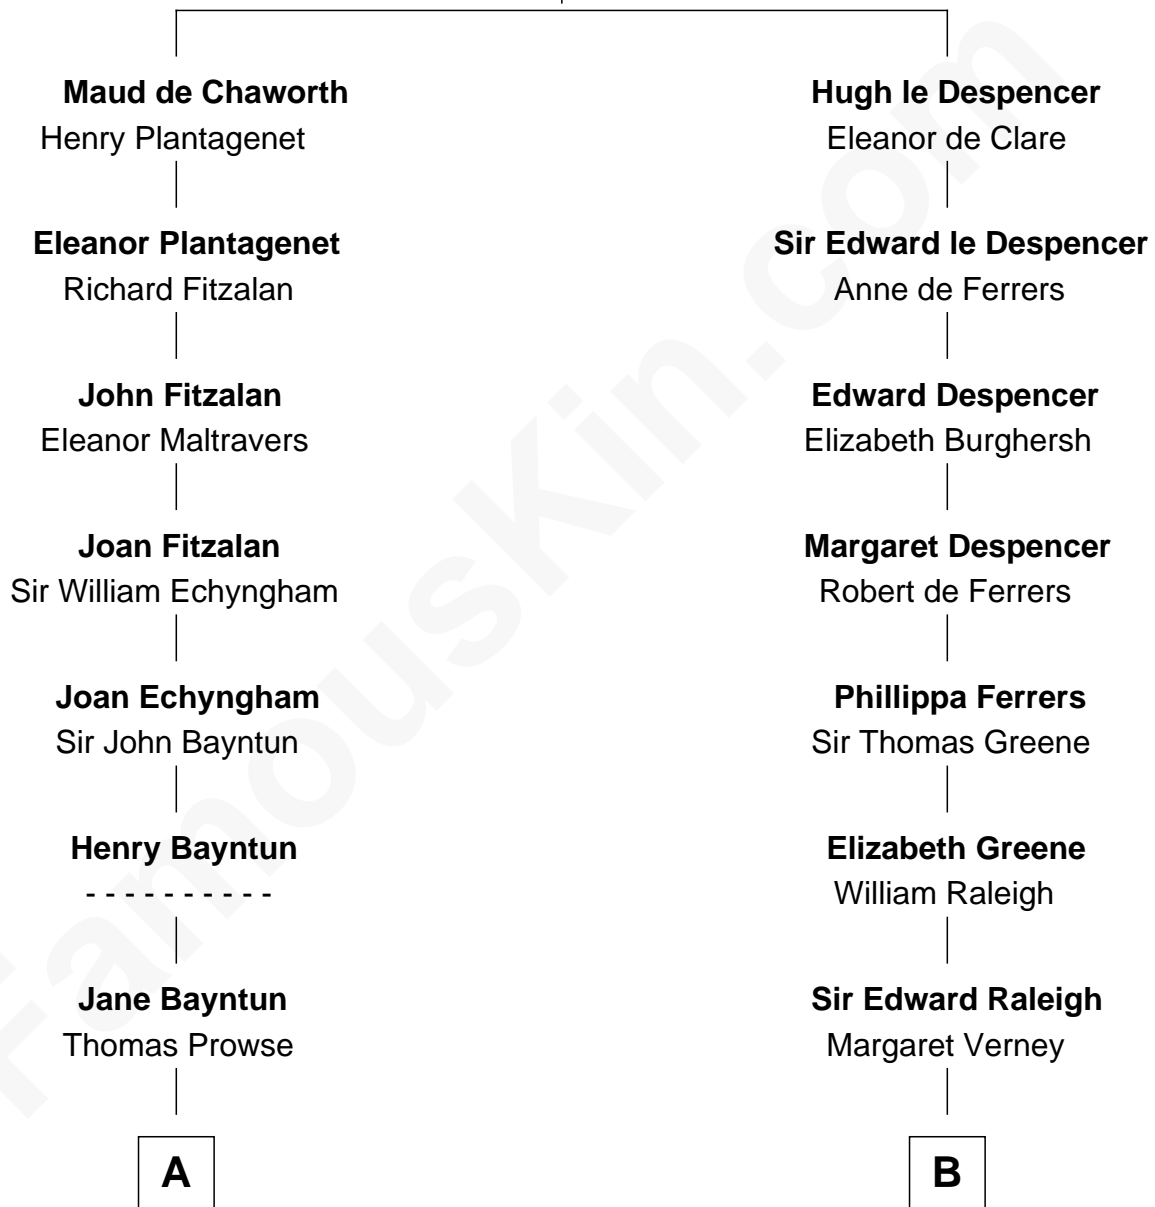 Maud de Chaworth
Henry Plantagenet
Eleanor Plantagenet
Richard Fitzalan
John Fitzalan
Eleanor Maltravers
Joan Fitzalan
Sir William Echyngham
Joan Echyngham
Sir John Bayntun
Henry Bayntun
- - - - - - - - - -
Jane Bayntun
Thomas Prowse
A
Hugh le Despencer
Eleanor de Clare
Sir Edward le Despencer
Anne de Ferrers
Edward Despencer
Elizabeth Burghersh
Margaret Despencer
Robert de Ferrers
Phillippa Ferrers
Sir Thomas Greene
Elizabeth Greene
William Raleigh
Sir Edward Raleigh
Margaret Verney
B
FamousKin.com